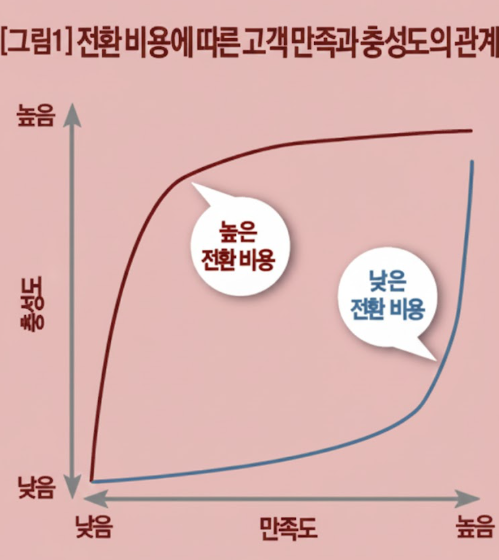 [그림1] 전환 비용에 따른 고객 만족과 충성도의 관계
높음
높은
전환 비용
낮은
전환 비용
충성도
낮음
낮음
만족도
높음